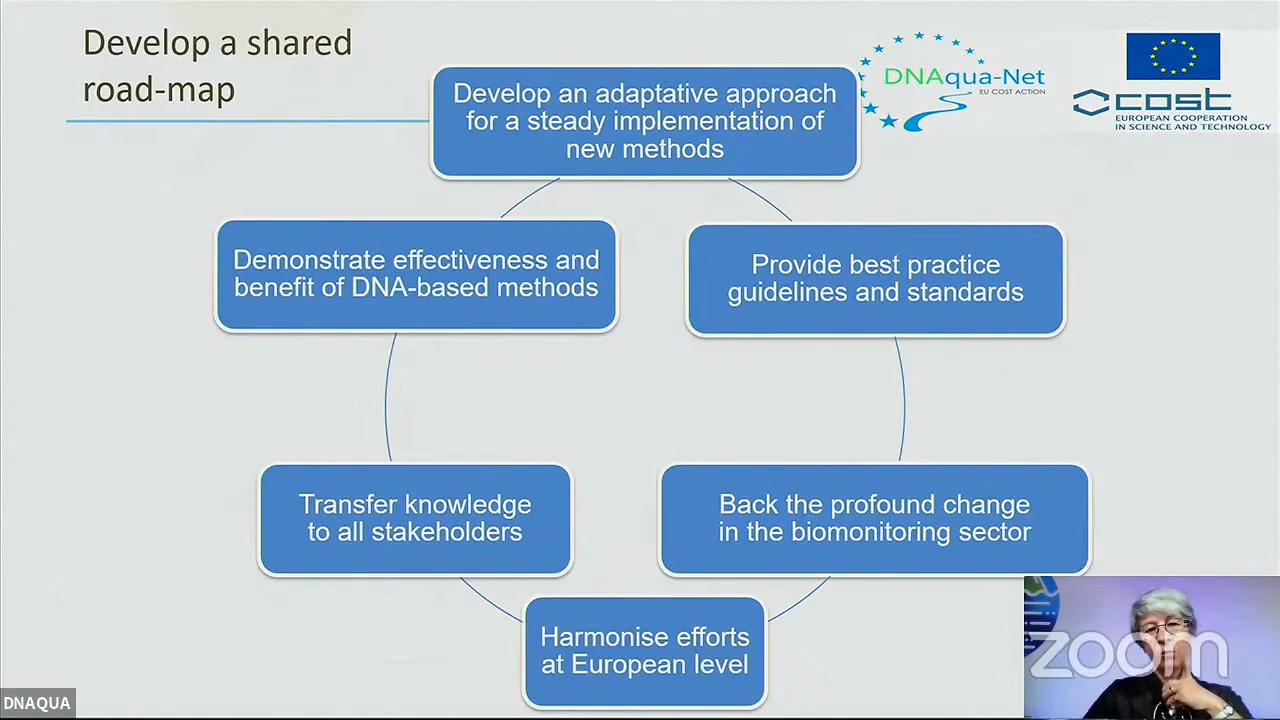 Develop a shared
road-map
DNAqua-Net
EU COST ACTION
cost
EUROPEAN COOPERATION
IN SCIENCE AND TECHNOLOGY
Develop an adaptative approach
for a steady implementation of
new methods
Demonstrate effectiveness and
benefit of DNA-based methods
Provide best practice
guidelines and standards
Transfer knowledge
to all stakeholders
Back the profound change
in the biomonitoring sector
Harmonise efforts
at European level
zoom
DNAQUA